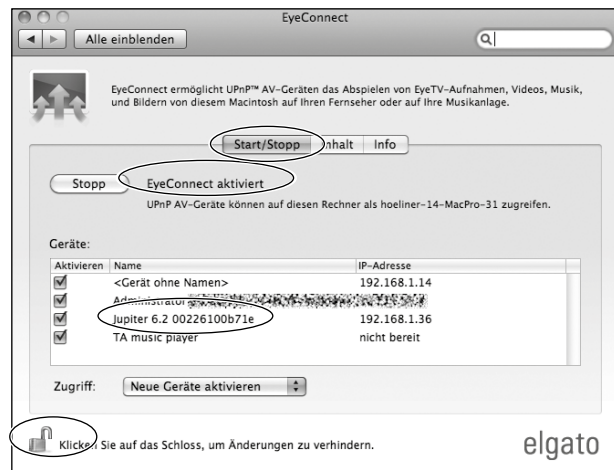 EyeConnect
Alle einblenden
EyeConnect ermöglicht UPnP™ AV-Geräten das Abspielen von EyeTV-Aufnahmen, Videos, Musik,
und Bildern von diesem Macintosh auf Ihren Fernseher oder auf Ihre Musikanlage.
Start/Stopp Inhalt Info
Stopp EyeConnect aktiviert
UPnP AV-Geräte können auf diesen Rechner als hoeliner-14-MacPro-31 zugreifen.
Geräte:
Aktivieren Name IP-Adresse
<Gerät ohne Namen> 192.168.1.14
Administrator
Jupiter 6.2 00226100b71e 192.168.1.36
TA music player nicht bereit
Zugriff: Neue Geräte aktivieren
Klicken Sie auf das Schloss, um Änderungen zu verhindern.
elgato